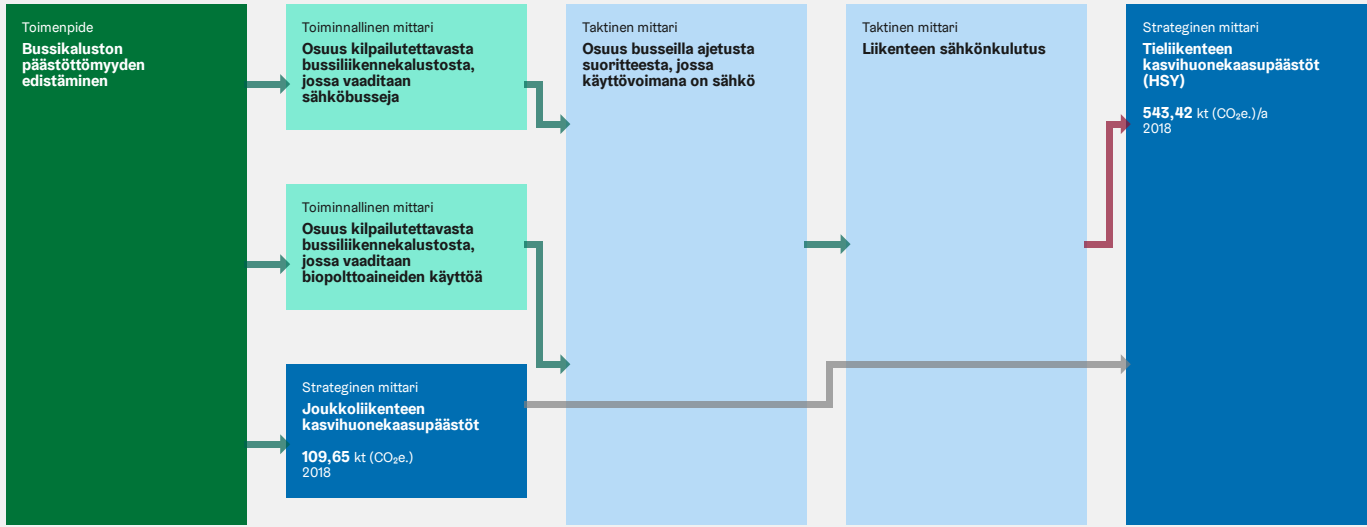 Toimenpide
Bussikaluston
päästöttömyyden
edistäminen
Toiminnallinen mittari
Osuus kilpailutettavasta
bussiliikennekalustosta,
jossa vaaditaan
sähköbusseja
Toiminnallinen mittari
Osuus kilpailutettavasta
bussiliikennekalustosta,
jossa vaaditaan
biopolttoaineiden käyttöä
Strateginen mittari
Joukkoliikenteen
kasvihuonekaasupäästöt
109,65 kt (CO₂e.)
2018
Taktinen mittari
Osuus busseilla ajetusta
suoritteesta, jossa
käyttövoimana on sähkö
Taktinen mittari
Liikenteen sähkönkulutus
Strateginen mittari
Tieliikenteen
kasvihuonekaasupäästöt
(HSY)
543,42 kt (CO₂e.)/a
2018